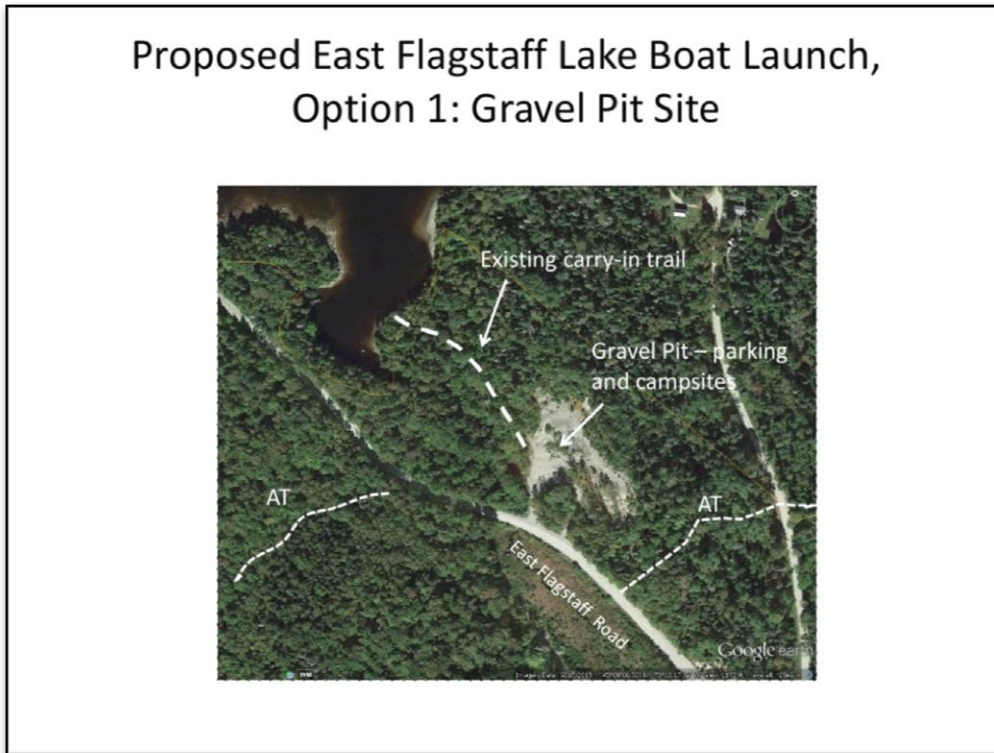 Proposed East Flagstaff Lake Boat Launch,
Option 1: Gravel Pit Site
Existing carry-in trail
Gravel Pit – parking
and campsites
AT
AT
East Flagstaff Road
Google earth